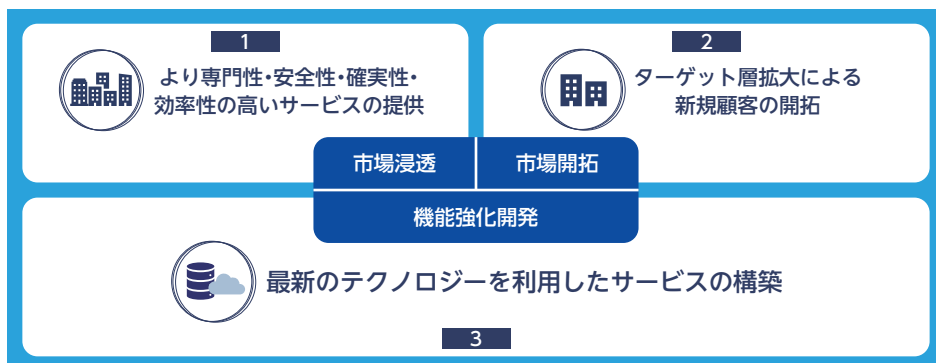 1
より専門性・安全性・確実性・
効率性の高いサービスの提供
2
ターゲット層拡大による
新規顧客の開拓
市場浸透
市場開拓
機能強化開発
最新のテクノロジーを利用したサービスの構築
3